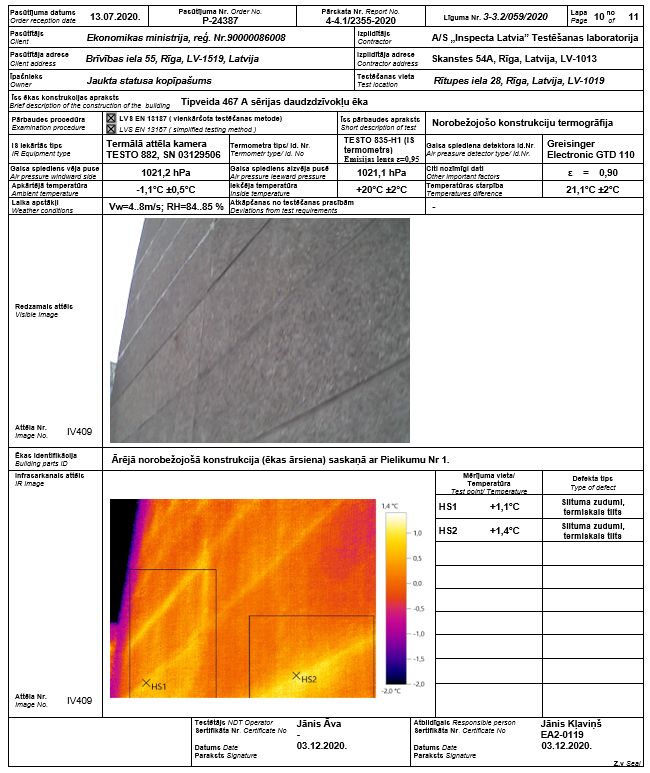 Pasūtījuma datums
Order reception date
13.07.2020.
Pasūtījuma Nr. Order No.
P-24387
Pārskata Nr. Report No.
4-4.1/2355-2020
Līguma Nr. 3-3.2/059/2020
Lapa
Page
10
no
of
11
Pasūtītājs
Client
Ekonomikas ministrija, reģ. Nr.90000086008
Izpildītājs
Contractor
A/S „Inspecta Latvia” Testēšanas laboratorija
Pasūtītāja adrese
Client address
Brīvības iela 55, Rīga, LV-1519, Latvija
Izpildītāja adrese
Contractor address
Skanstes 54A, Rīga, Latvija, LV-1013
Īpašnieks
Owner
Jaukta statusa kopīpašums
Testēšanas vieta
Testing location
Rītupes iela 28, Rīga, Latvija, LV-1019
Īss ēkas konstrukcijas apraksts
Brief description of the construction of the building
Tipveida 467 A sērijas daudzdzīvokļu ēka
Pārbaudes procedūra
Examination procedure
LVS EN 13187 ( vienkāršota testēšanas metode)
LVS EN 13187 ( simplified testing method )
Īss pārbaudes apraksts
Short description of test
Norobežojošo konstrukciju termogrāfija
IS iekārtas tips
IR Equipment type
Termālā attēla kamera
TESTO 882, SN 03129506
Termometra tips/ Id. Nr.
Termometr type/ Id. No
TESTO 835-H1 (IS
termometrs)
Emisijas lenta ε=0,95
Gaisa spiediena detektora Id.Nr.
Air presure detector type/ Id.Nr.
Greisinger
Electronic GTD 110
Gaisa spiediens vēja pusē
Air pressure windward side
1021,2 hPa
Gaisa spiediens aizvēja pusē
Air pressure leeward pressure
1021,1 hPa
Citi nozīmīgi dati
Other important factors
ε = 0,90
Apkārtējā temperatūra
Ambient temperature
-1,1°C ±0,5°C
Iekšējā temperatūra
Inside temperature
+20°C ±2°C
Temperatūras starpība
Temperatures diference
21,1°C ±2°C
Laika apstākļi
Weather conditions
Vw=4..8m/s; RH=84..85 %
Atkāpšanas no testēšanas prasībām
Deviations from test requirements
-
Redzamais attēls
Visible Image
Attēla Nr.
Image No.
IV409
Ēkas identifikācija
Building parts ID
Ārējā norobežojošā konstrukcija (ēkas ārsiena) saskaņā ar Pielikumu Nr 1.
Infrasarkanais attēls
IR Image
Mērījuma vieta/
Temperatūra
Test point/ Temperature
Defekta tips
Type of defect
HS1 +1,1°C
Siltuma zudumi,
termiskais tilts
HS2 +1,4°C
Siltuma zudumi,
termiskais tilts
1,4 °C
1,0
0,5
0,0
-0,5
-1,0
-1,5
-2,0
-2,0 °C
HS1
HS2
Attēla Nr.
Image No.
IV409
Testētājs NDT Operator
Sertifikāta Nr. Certificate No
Jānis Āva
-
Datums Date
03.12.2020.
Paraksts Signature
Atbildīgais Responsible person
Sertifikāta Nr. Certificate No
Jānis Kļaviņš
EA2-0119
Datums Date
03.12.2020.
Paraksts Signature
Z.v Seal